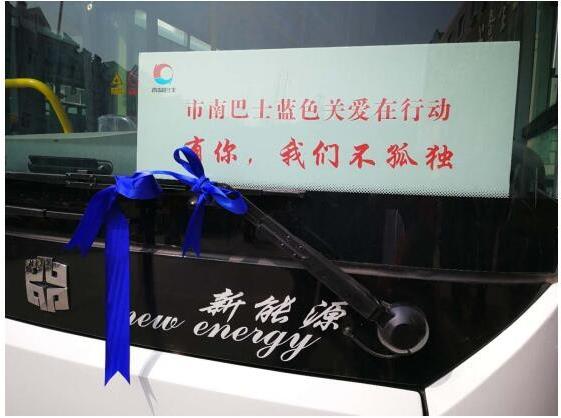 市南巴士蓝色关爱在行动
有你，我们不孤独
新能源
new energy